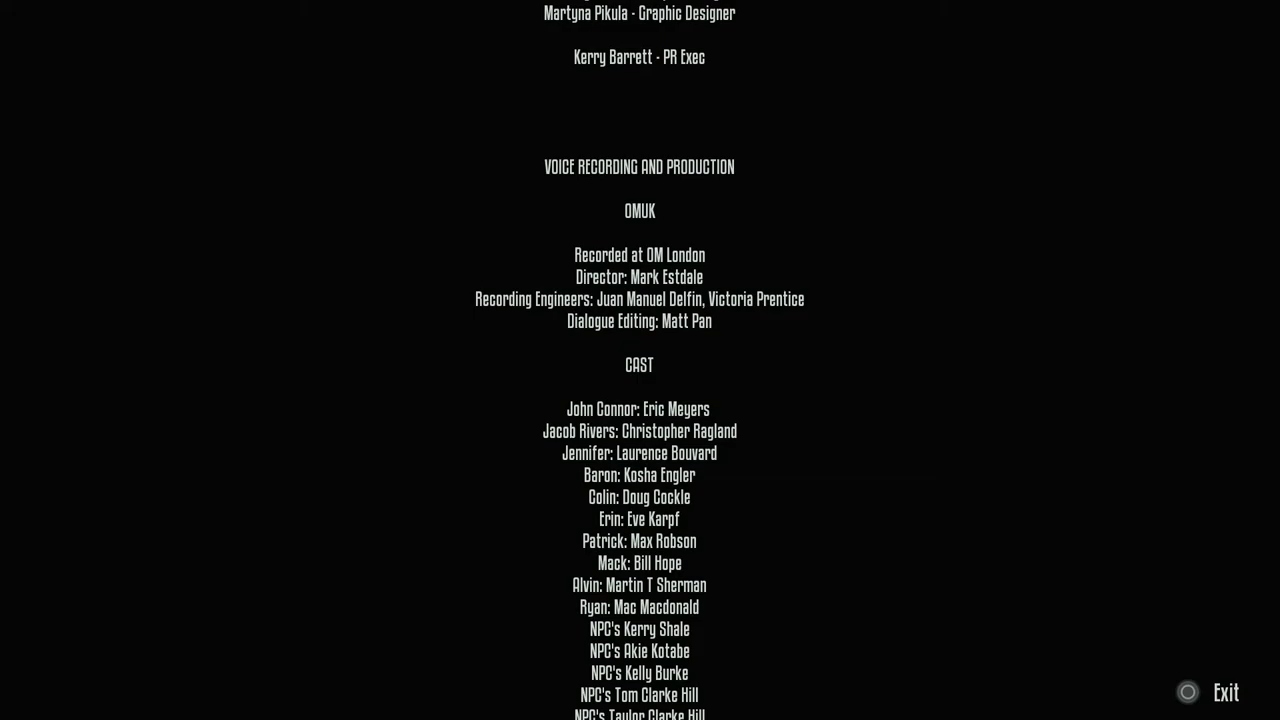 Martyna Pikula - Graphic Designer
Kerry Barrett - PR Exec
VOICE RECORDING AND PRODUCTION
OMUK
Recorded at OM London
Director: Mark Estdale
Recording Engineers: Juan Manuel Delfin, Victoria Prentice
Dialogue Editing: Matt Pan
CAST
John Connor: Eric Meyers
Jacob Rivers: Christopher Ragland
Jennifer: Laurence Bouvard
Baron: Kosha Engler
Colin: Doug Cockle
Erin: Eve Karpf
Patrick: Max Robson
Mack: Bill Hope
Alvin: Martin T Sherman
Ryan: Mac Macdonald
NPC's Kerry Shale
NPC's Akie Kotabe
NPC's Kelly Burke
NPC's Tom Clarke Hill
NPC's Taylor Clarke Hill
Exit